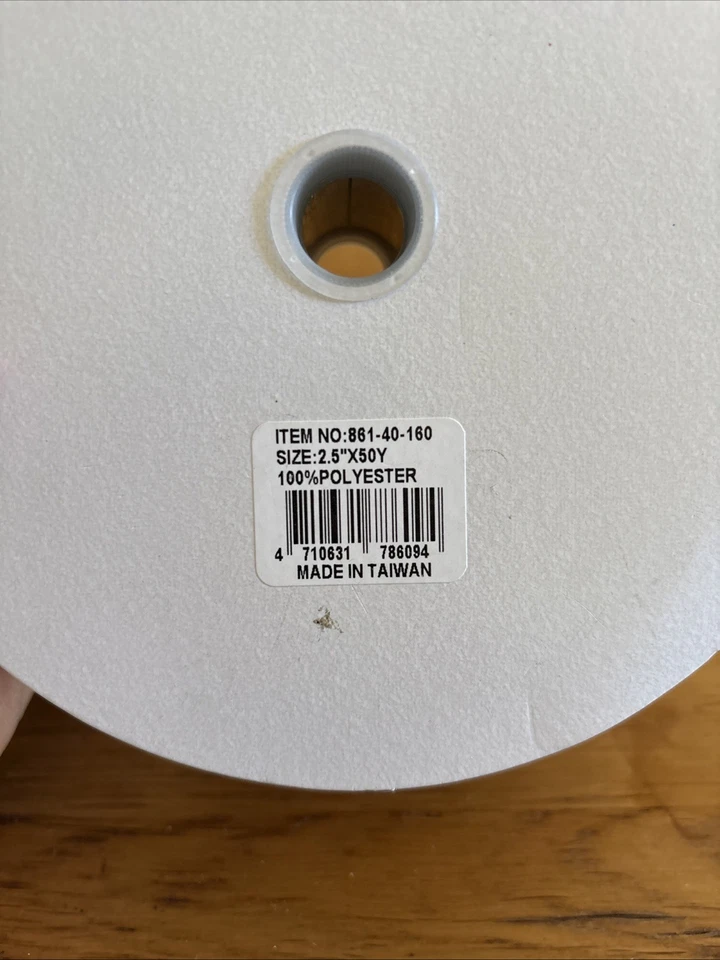 ITEM NO:861-40-160
SIZE:2.5"X50Y
100%POLYESTER
4 710631 786094
MADE IN TAIWAN